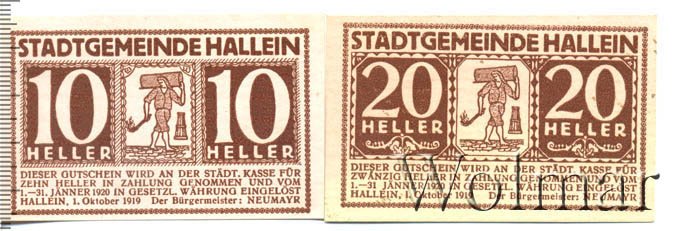 STADTGEMEINDE HALLEIN
10 10
HELLER HELLER
DIESER GUTSCHEIN WIRD AN DER STÄDT. KASSE FÜR
ZEHN HELLER IN ZAHLUNG GENOMMEN UND VOM
1.—31. JÄNNER 1920 IN GESETZL. WÄHRUNG EINGELÖST
HALLEIN, 1. Oktober 1919 Der Bürgermeister: NEUMAYR
STADTGEMEINDE HALLEIN
20 20
HELLER HELLER
DIESER GUTSCHEIN WIRD AN DER STÄDT. KASSE FÜR
ZWANZIG HELLER IN ZAHLUNG GENOMMEN U. VOM
1.—31 JÄNNER 1920 IN GESETZL. WÄHRUNG EINGELÖST
HALLEIN, 1. Oktober 1919 Der Bürgermeister: NEUMAYR
Wolmar